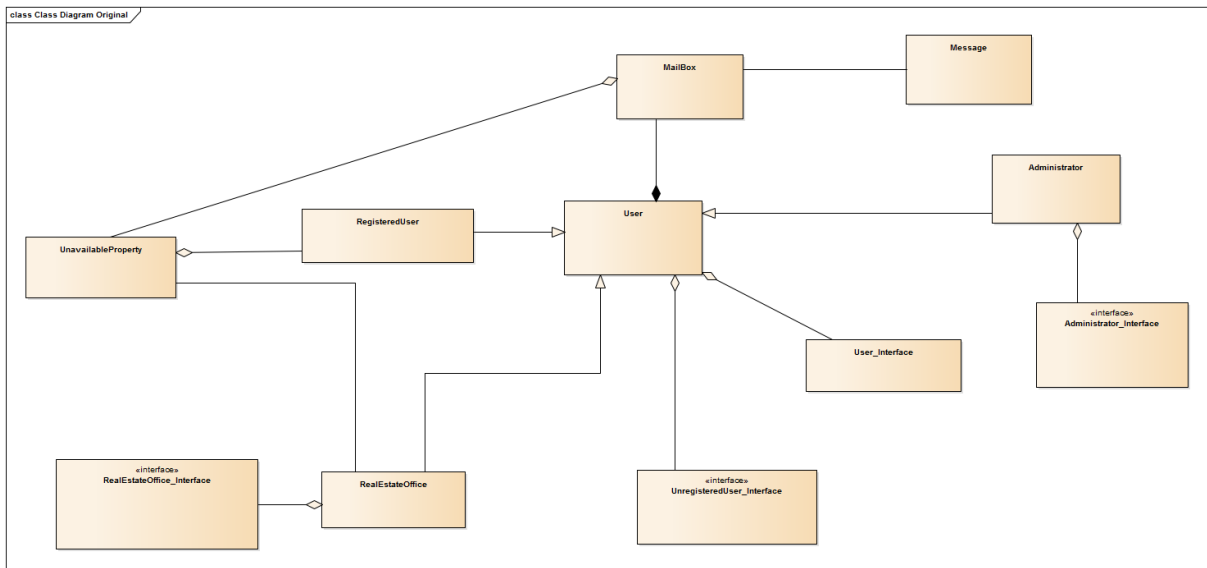 class Class Diagram Original
Message
MailBox
Administrator
User
RegisteredUser
UnavailableProperty
«interface»
Administrator_Interface
User_Interface
«interface»
RealEstateOffice_Interface
RealEstateOffice
«interface»
UnregisteredUser_Interface